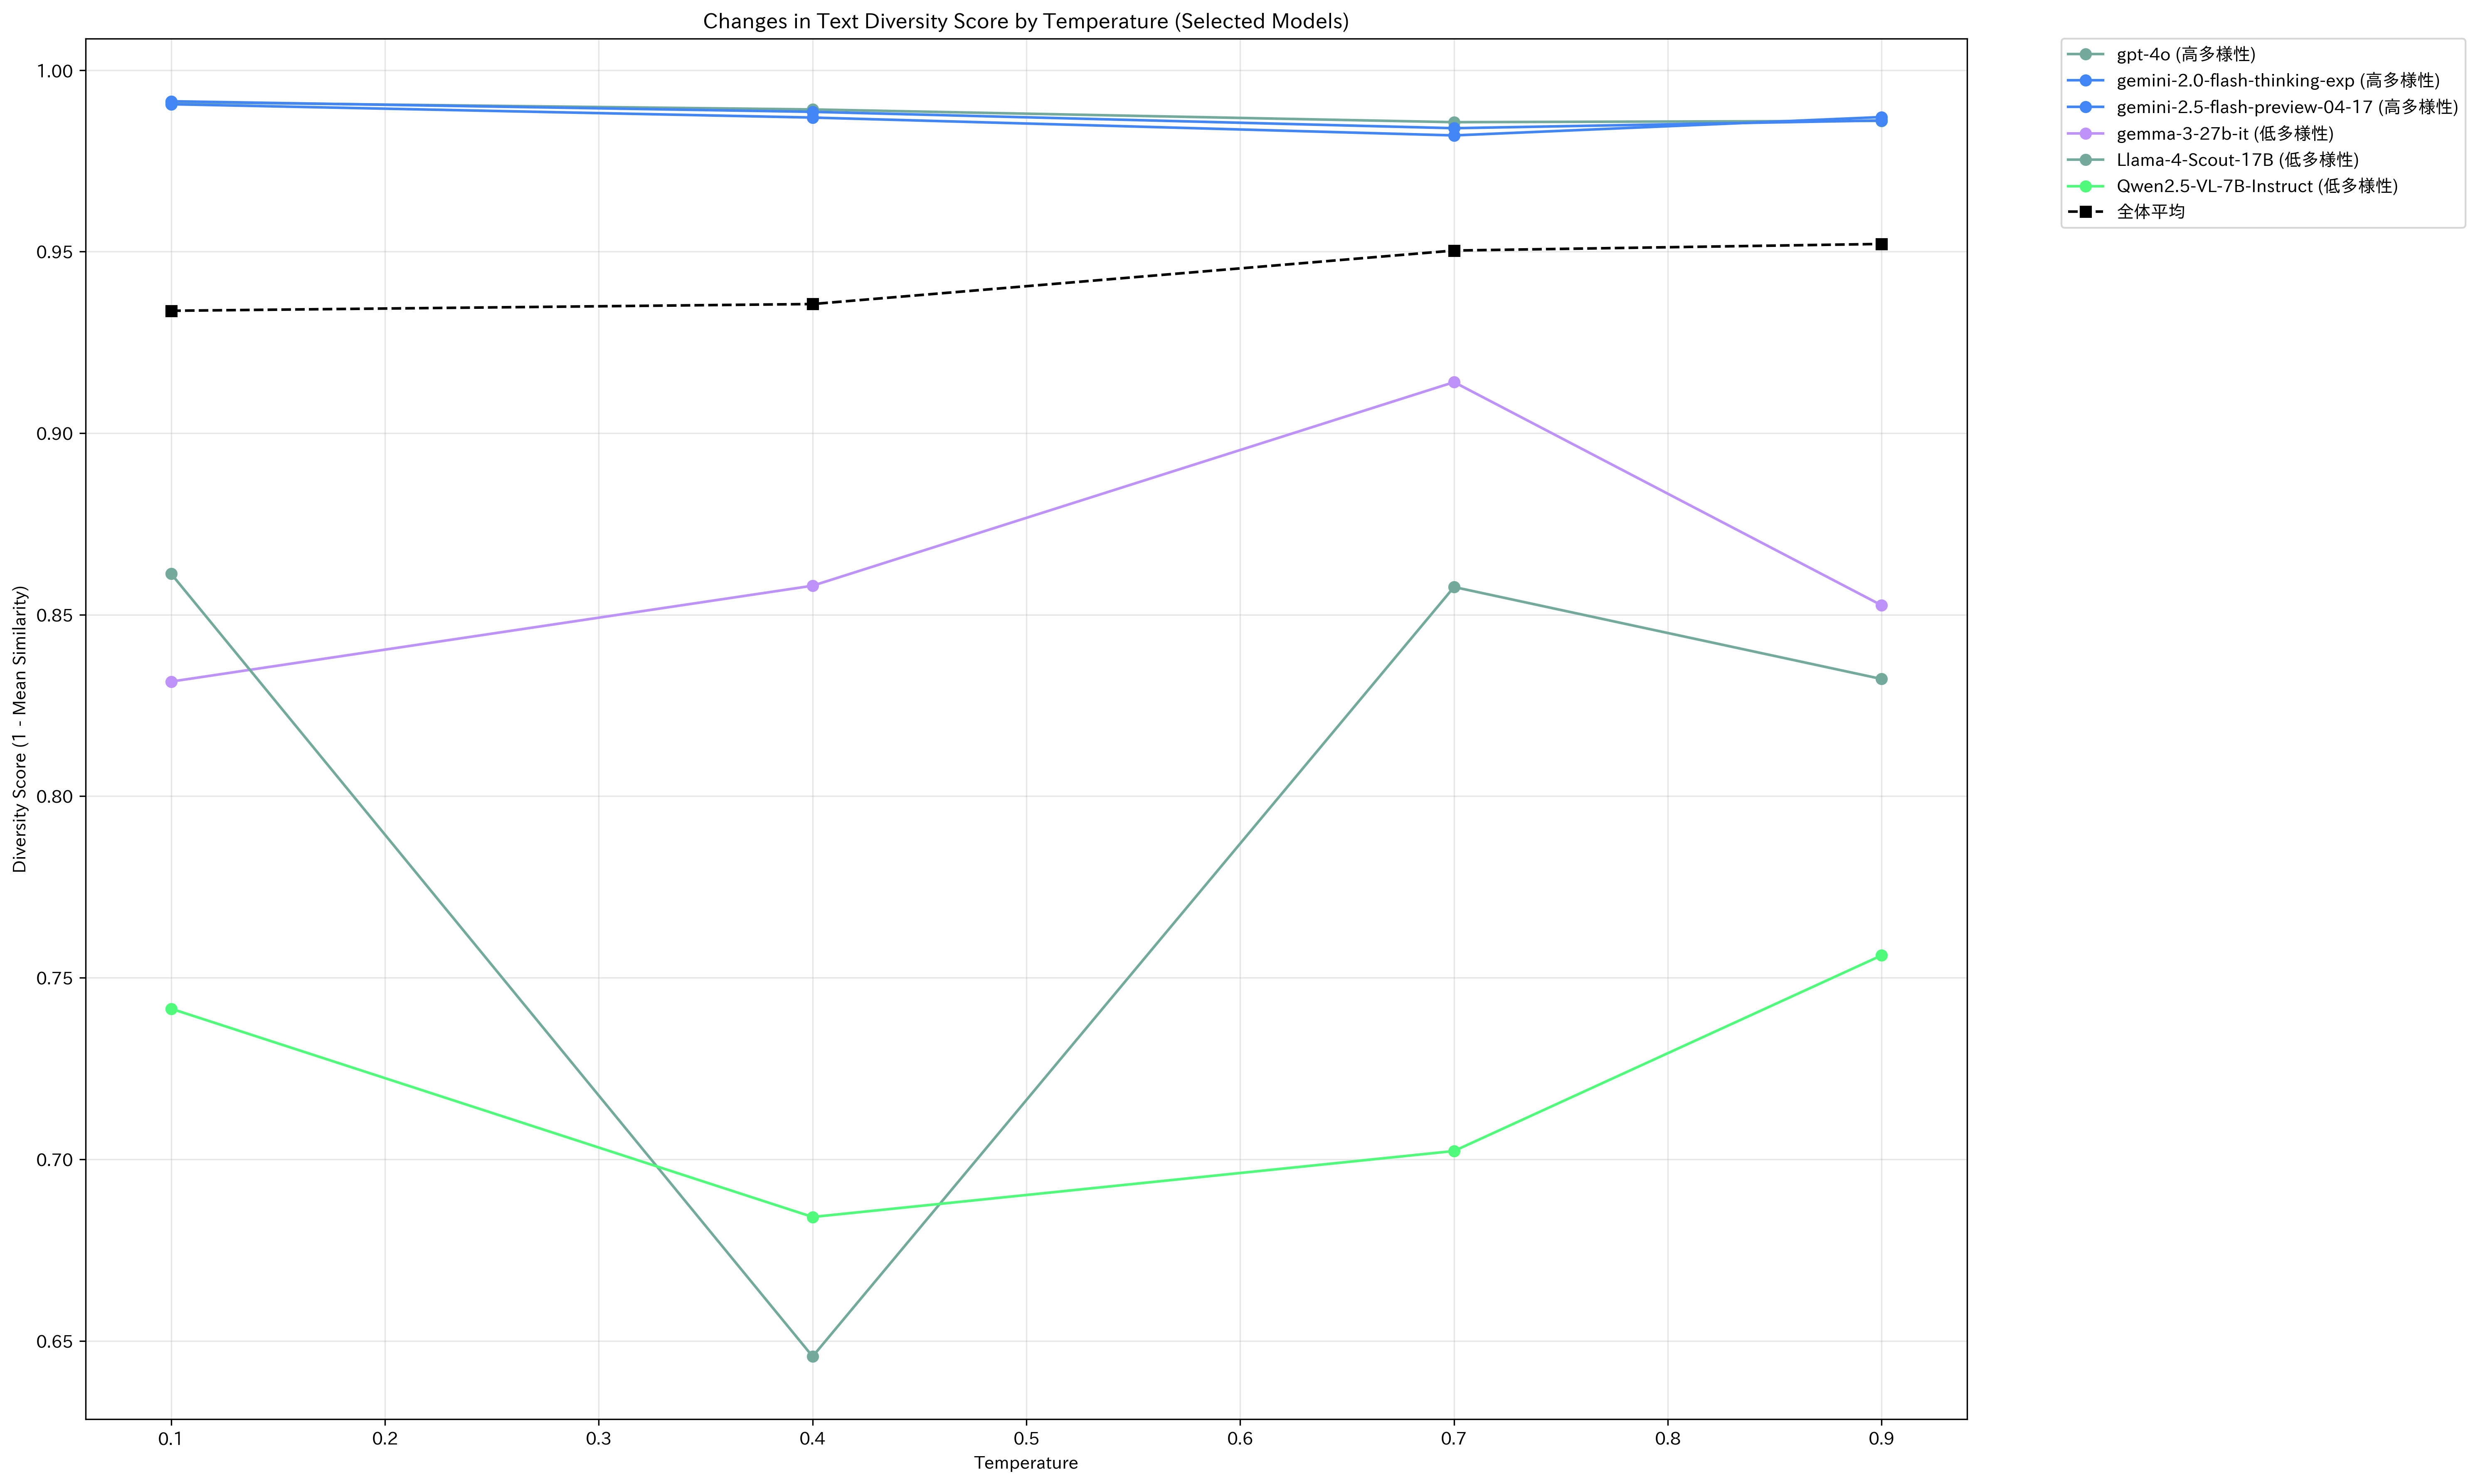 Changes in Text Diversity Score by Temperature (Selected Models)
gpt-4o (高多様性)
gemini-2.0-flash-thinking-exp (高多様性)
gemini-2.5-flash-preview-04-17 (高多様性)
gemma-3-27b-it (低多様性)
Llama-4-Scout-17B (低多様性)
Qwen2.5-VL-7B-Instruct (低多様性)
全体平均
Diversity Score (1 - Mean Similarity)
1.00
0.95
0.90
0.85
0.80
0.75
0.70
0.65
0.1 0.2 0.3 0.4 0.5 0.6 0.7 0.8 0.9
Temperature